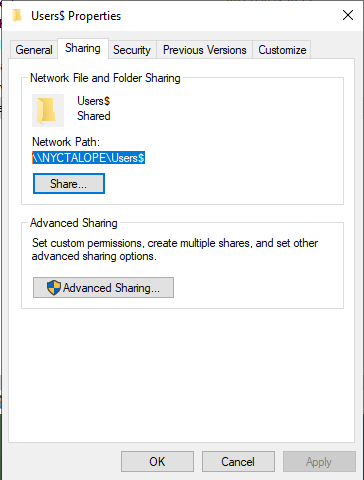 Users$ Properties
General
Sharing
Security
Previous Versions
Customize
Network File and Folder Sharing
Users$
Shared
Network Path:
\\NYCTALOPE\Users$
Share...
Advanced Sharing
Set custom permissions, create multiple shares, and set other
advanced sharing options.
Advanced Sharing...
OK
Cancel
Apply